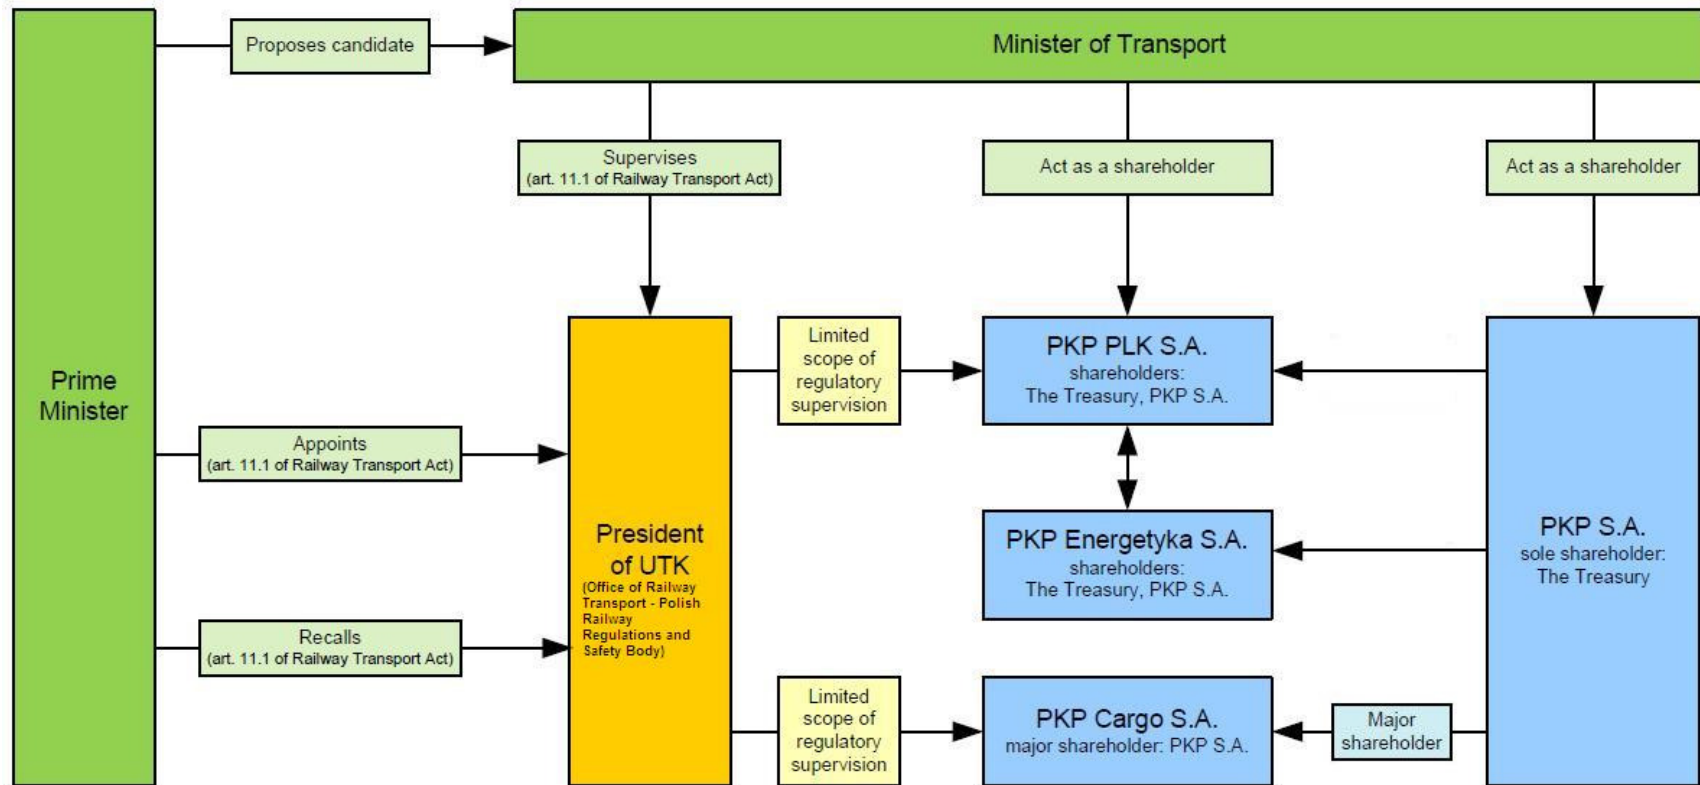 Proposes candidate
Minister of Transport
Supervises
(art. 11.1 of Railway Transport Act)
Act as a shareholder
Act as a shareholder
Prime
Minister
Appoints
(art. 11.1 of Railway Transport Act)
Recalls
(art. 11.1 of Railway Transport Act)
President
of UTK
(Office of Railway
Transport - Polish
Railway
Regulations and
Safety Body)
Limited
scope of
regulatory
supervision
PKP PLK S.A.
shareholders:
The Treasury, PKP S.A.
PKP Energetyka S.A.
shareholders:
The Treasury, PKP S.A.
PKP S.A.
sole shareholder:
The Treasury
Limited
scope of
regulatory
supervision
PKP Cargo S.A.
major shareholder: PKP S.A.
Major
shareholder